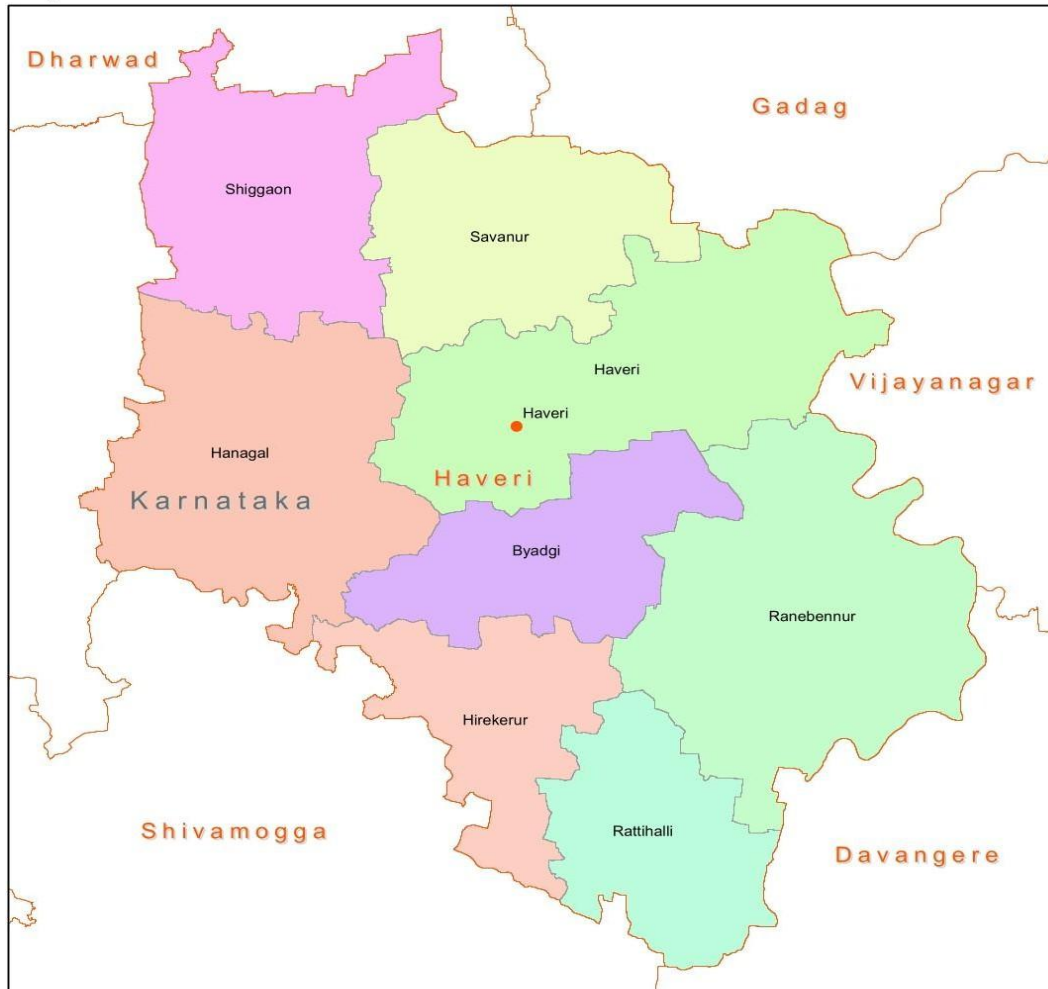 Dharwad
Gadag
Shiggaon
Savanur
Haveri
Vijayanagar
Haveri
Hanagal
Haveri
Karnataka
Byadgi
Ranebennur
Hirekerur
Shivamogga
Rattihalli
Davangere